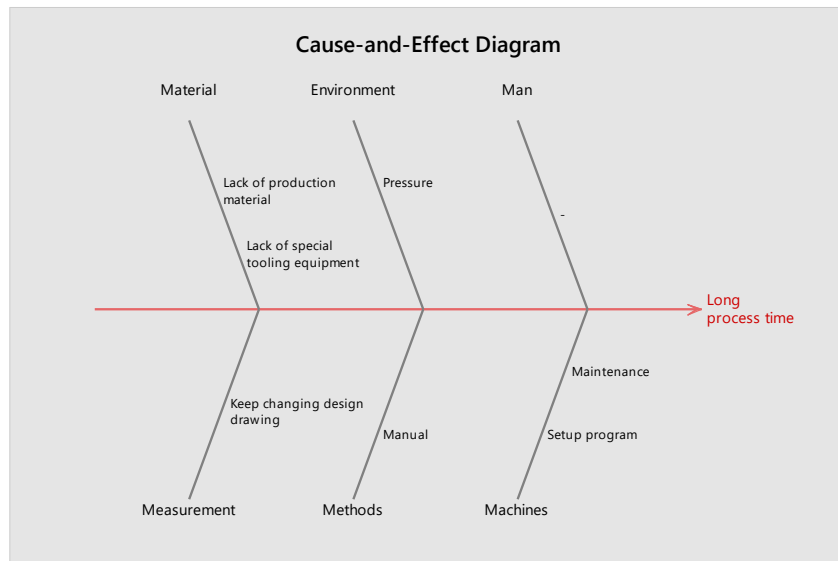 Cause-and-Effect Diagram
Material
Environment
Man
Lack of production
material
Pressure
Lack of special
tooling equipment
-
Long
process time
Keep changing design
drawing
Manual
Maintenance
Setup program
Measurement
Methods
Machines